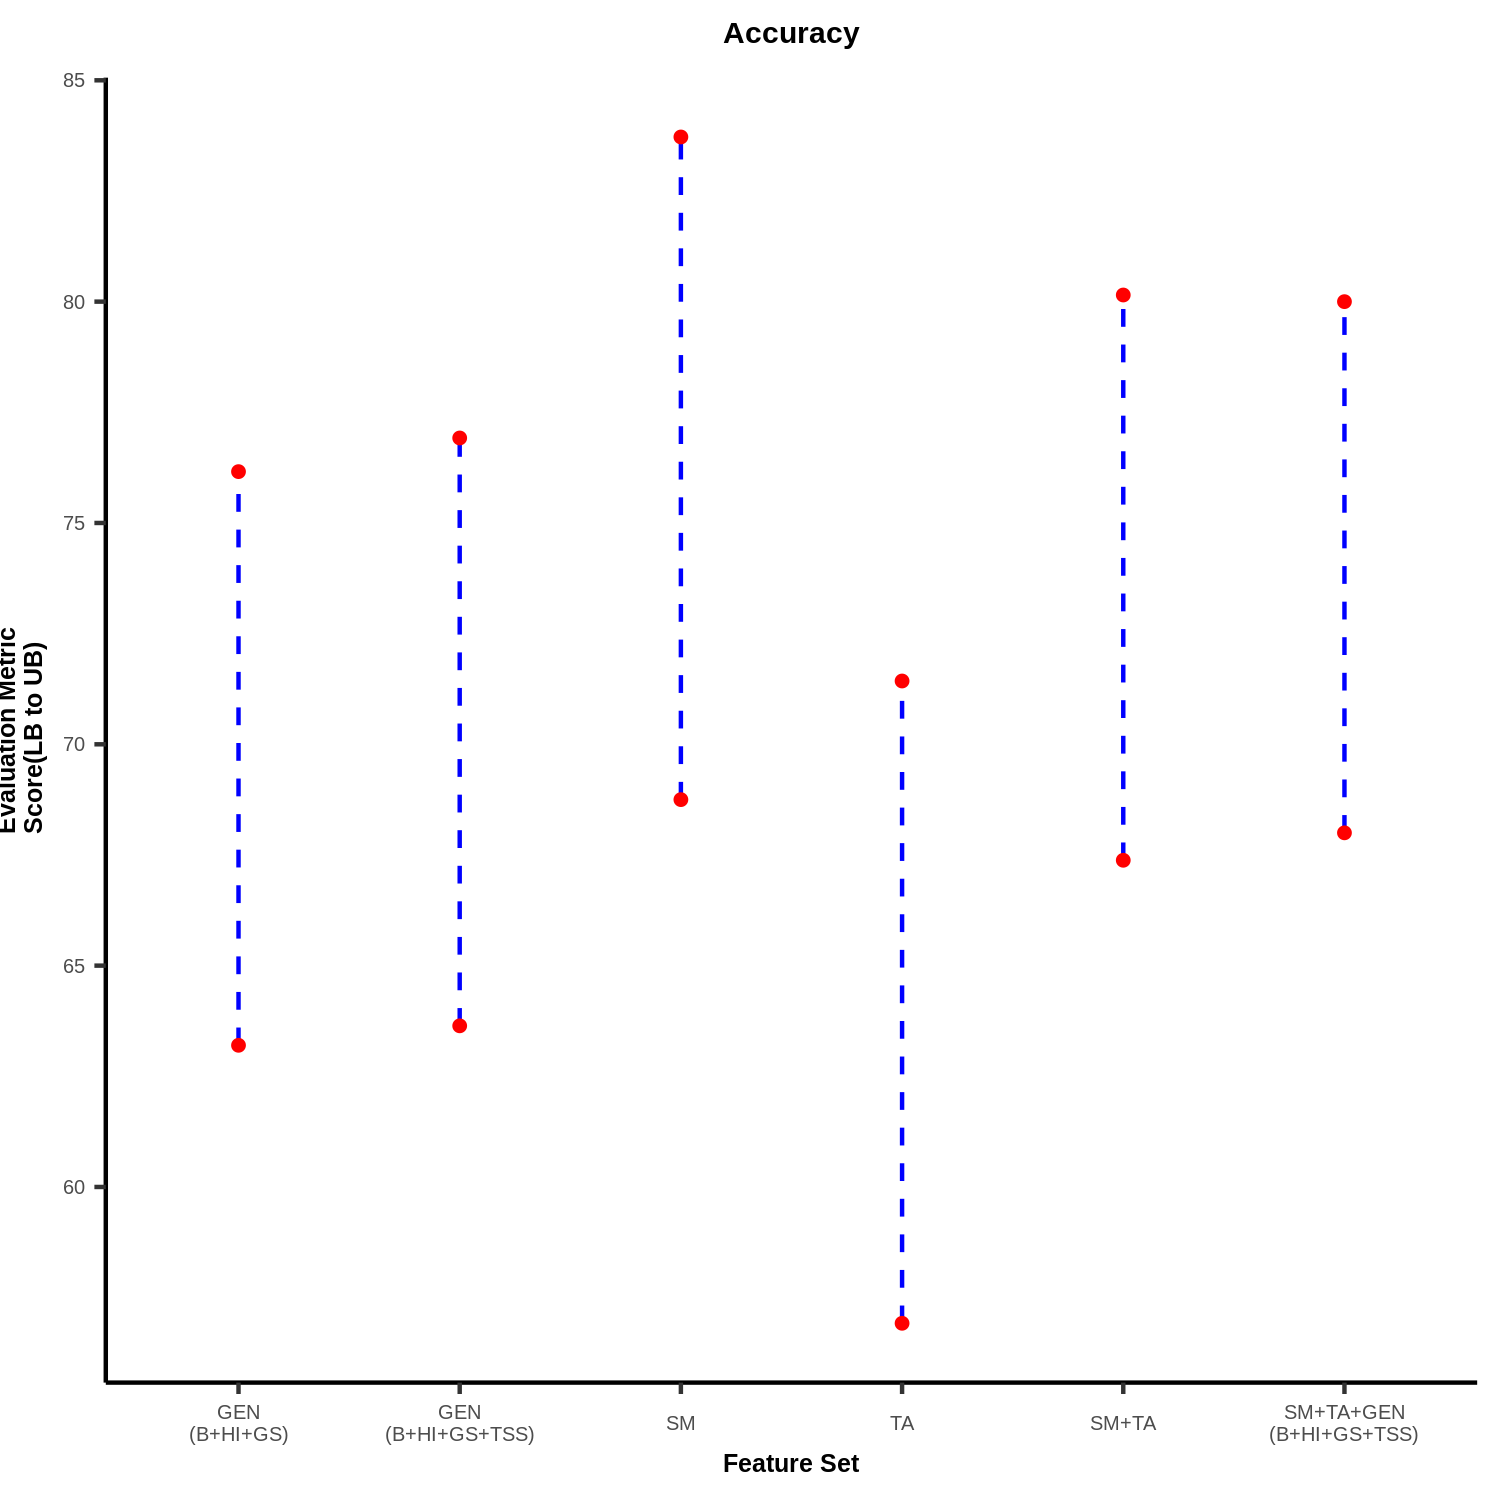 Accuracy
85
80
75
70
65
60
Evaluation Metric
Score(LB to UB)
GEN
(B+HI+GS)
GEN
(B+HI+GS+TSS)
SM
TA
SM+TA
SM+TA+GEN
(B+HI+GS+TSS)
Feature Set